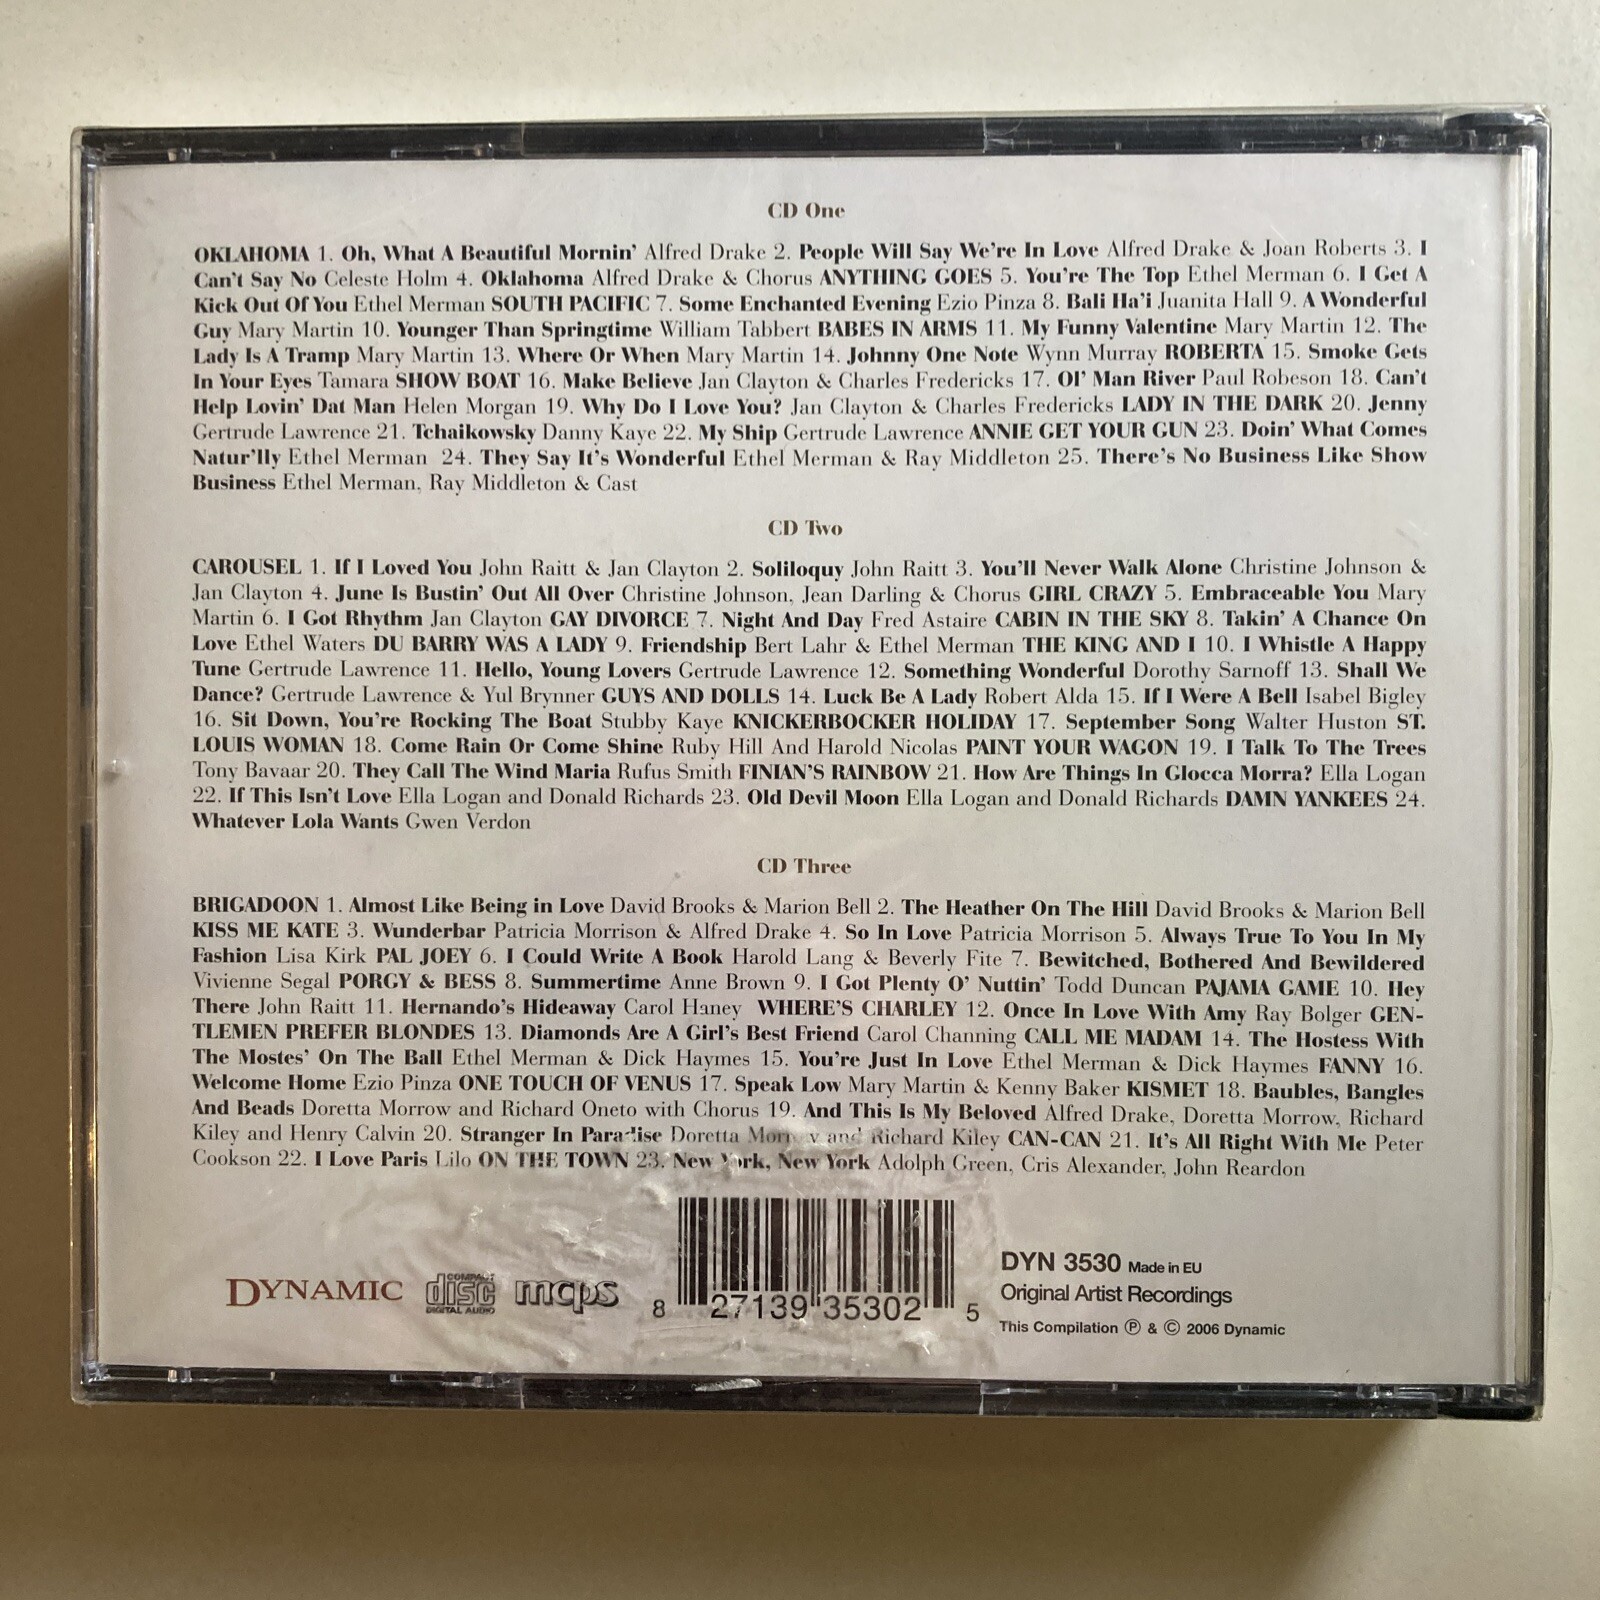 CD One
OKLAHOMA 1. Oh, What A Beautiful Mornin' Alfred Drake 2. People Will Say We're In Love Alfred Drake & Joan Roberts 3. I
Can't Say No Celeste Holm 4. Oklahoma Alfred Drake & Chorus ANYTHING GOES 5. You're The Top Ethel Merman 6. I Get A
Kick Out Of You Ethel Merman SOUTH PACIFIC 7. Some Enchanted Evening Ezio Pinza 8. Bali Ha'i Juanita Hall 9. A Wonderful
Guy Mary Martin 10. Younger Than Springtime William Tabbert BABES IN ARMS 11. My Funny Valentine Mary Martin 12. The
Lady Is A Tramp Mary Martin 13. Where Or When Mary Martin 14. Johnny One Note Wynn Murray ROBERTA 15. Smoke Gets
In Your Eyes Tamara SHOW BOAT 16. Make Believe Jan Clayton & Charles Fredericks 17. Ol' Man River Paul Robeson 18. Can't
Help Lovin' Dat Man Helen Morgan 19. Why Do I Love You? Jan Clayton & Charles Fredericks LADY IN THE DARK 20. Jenny
Gertrude Lawrence 21. Tchaikowsky Danny Kaye 22. My Ship Gertrude Lawrence ANNIE GET YOUR GUN 23. Doin' What Comes
Natur'lly Ethel Merman 24. They Say It's Wonderful Ethel Merman & Ray Middleton 25. There's No Business Like Show
Business Ethel Merman, Ray Middleton & Cast
CD Two
CAROUSEL 1. If I Loved You John Raitt & Jan Clayton 2. Soliloquy John Raitt 3. You'll Never Walk Alone Christine Johnson &
Jan Clayton 4. June Is Bustin' Out All Over Christine Johnson, Jean Darling & Chorus GIRL CRAZY 5. Embraceable You Mary
Martin 6. I Got Rhythm Jan Clayton GAY DIVORCE 7. Night And Day Fred Astaire CABIN IN THE SKY 8. Takin' A Chance On
Love Ethel Waters DU BARRY WAS A LADY 9. Friendship Bert Lahr & Ethel Merman THE KING AND I 10. I Whistle A Happy
Tune Gertrude Lawrence 11. Hello, Young Lovers Gertrude Lawrence 12. Something Wonderful Dorothy Sarnoff 13. Shall We
Dance? Gertrude Lawrence & Yul Brynner GUYS AND DOLLS 14. Luck Be A Lady Robert Alda 15. If I Were A Bell Isabel Bigley
16. Sit Down, You're Rocking The Boat Stubby Kaye KNICKERBOCKER HOLIDAY 17. September Song Walter Huston ST.
LOUIS WOMAN 18. Come Rain Or Come Shine Ruby Hill And Harold Nicolas PAINT YOUR WAGON 19. I Talk To The Trees
Tony Bavaar 20. They Call The Wind Maria Rufus Smith FINIAN'S RAINBOW 21. How Are Things In Glocca Morra? Ella Logan
22. If This Isn't Love Ella Logan and Donald Richards 23. Old Devil Moon Ella Logan and Donald Richards DAMN YANKEES 24.
Whatever Lola Wants Gwen Verdon
CD Three
BRIGADOON 1. Almost Like Being in Love David Brooks & Marion Bell 2. The Heather On The Hill David Brooks & Marion Bell
KISS ME KATE 3. Wunderbar Patricia Morrison & Alfred Drake 4. So In Love Patricia Morrison 5. Always True To You In My
Fashion Lisa Kirk PAL JOEY 6. I Could Write A Book Harold Lang & Beverly Fite 7. Bewitched, Bothered And Bewildered
Vivienne Segal PORGY & BESS 8. Summertime Anne Brown 9. I Got Plenty O' Nuttin' Todd Duncan PAJAMA GAME 10. Hey
There John Raitt 11. Hernando's Hideaway Carol Haney WHERE'S CHARLEY 12. Once In Love With Amy Ray Bolger GEN-
TLEMEN PREFER BLONDES 13. Diamonds Are A Girl's Best Friend Carol Channing CALL ME MADAM 14. The Hostess With
The Mostes' On The Ball Ethel Merman & Dick Haymes 15. You're Just In Love Ethel Merman & Dick Haymes FANNY 16.
Welcome Home Ezio Pinza ONE TOUCH OF VENUS 17. Speak Low Mary Martin & Kenny Baker KISMET 18. Baubles, Bangles
And Beads Doretta Morrow and Richard Oneto with Chorus 19. And This Is My Beloved Alfred Drake, Doretta Morrow, Richard
Kiley and Henry Calvin 20. Stranger In Paradise Doretta Morrow and Richard Kiley CAN-CAN 21. It's All Right With Me Peter
Cookson 22. I Love Paris Lilo ON THE TOWN 23. New York, New York Adolph Green, Cris Alexander, John Reardon
DYNAMIC
COMPACT disc DIGITAL AUDIO
mcps
8 27139 35302 5
DYN 3530 Made in EU
Original Artist Recordings
This Compilation Ⓟ & © 2006 Dynamic